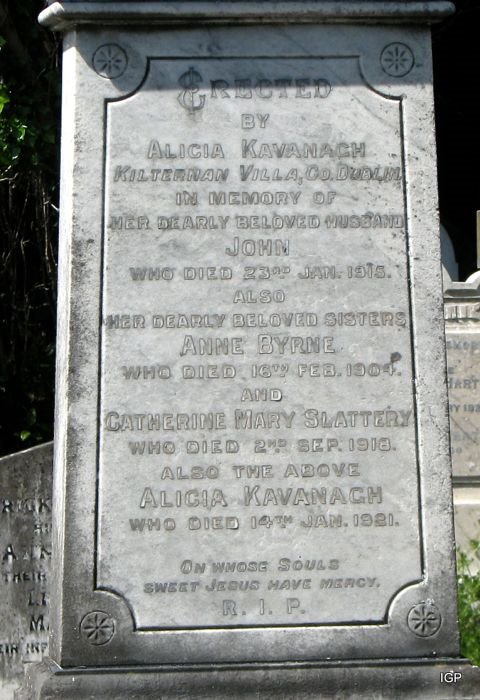 ERECTED
BY
ALICIA KAVANAGH
KILTERNAN VILLA, CO. DUBLIN
IN MEMORY OF
HER DEARLY BELOVED HUSBAND
JOHN
WHO DIED 23RD JAN. 1915.
ALSO
HER DEARLY BELOVED SISTERS
ANNE BYRNE
WHO DIED 16TH FEB. 1904.
AND
CATHERINE MARY SLATTERY
WHO DIED 2ND SEP. 1918.
ALSO THE ABOVE
ALICIA KAVANAGH
WHO DIED 14TH JAN. 1921.
ON WHOSE SOULS
SWEET JESUS HAVE MERCY.
R. I. P.
THEIR
IGP